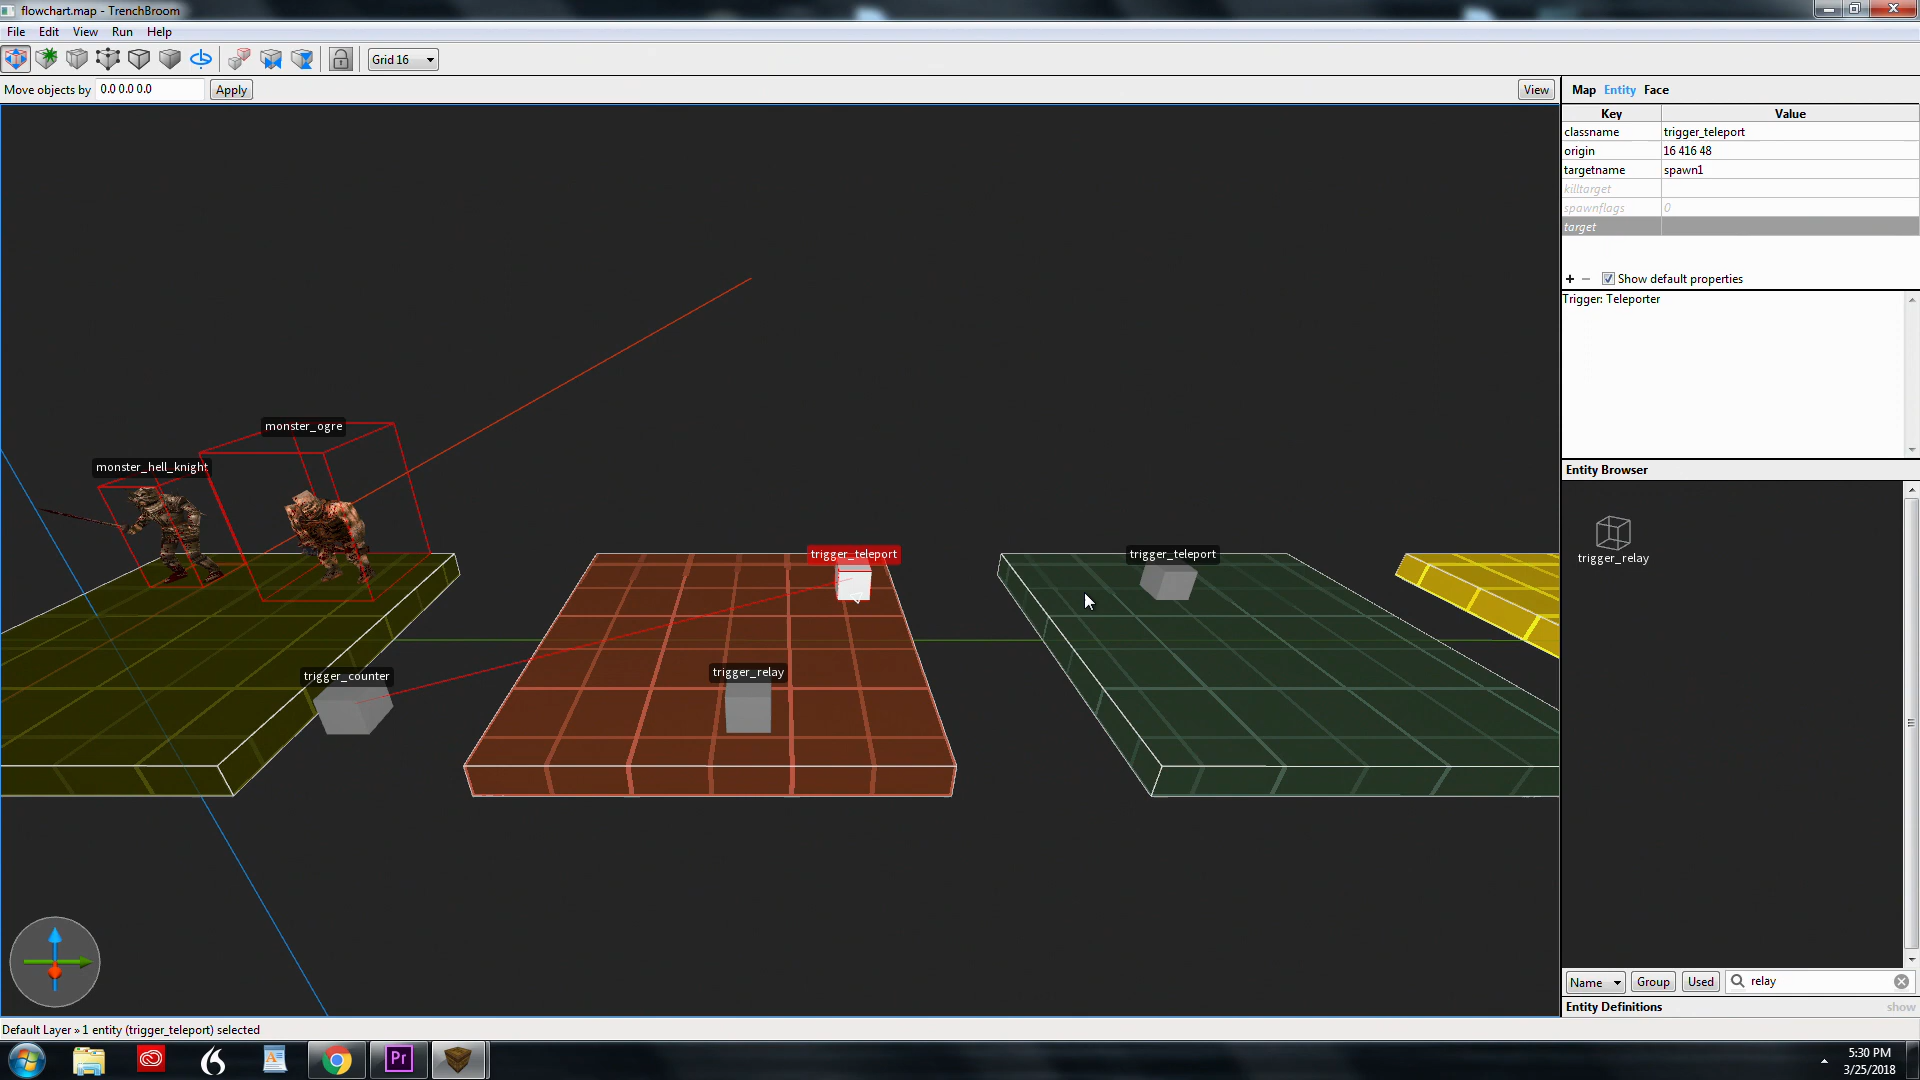 flowchart.map - TrenchBroom
File Edit View Run Help
Grid 16
Move objects by 0.0 0.0 0.0 Apply View
Map Entity Face
Key Value
classname trigger_teleport
origin 16 416 48
targetname spawn1
killtarget
spawnflags 0
target
+ − Show default properties
Trigger: Teleporter
Entity Browser
trigger_relay
monster_ogre
monster_hell_knight
trigger_teleport
trigger_teleport
trigger_counter
trigger_relay
Name Group Used relay
Entity Definitions show
Default Layer » 1 entity (trigger_teleport) selected
Pr
5:30 PM
3/25/2018